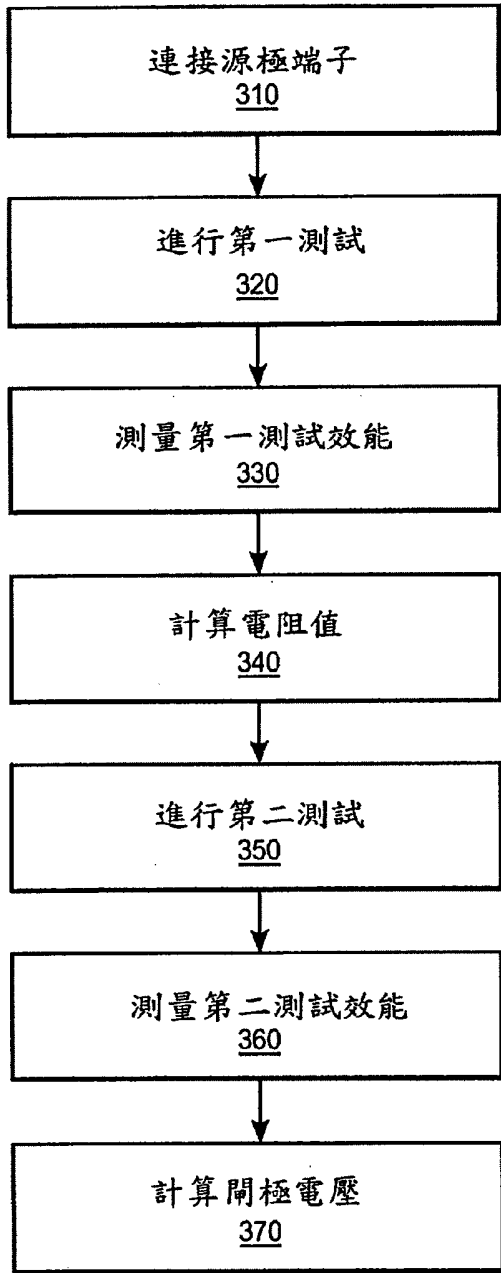 連接源極端子
310
進行第一測試
320
測量第一測試效能
330
計算電阻值
340
進行第二測試
350
測量第二測試效能
360
計算閘極電壓
370